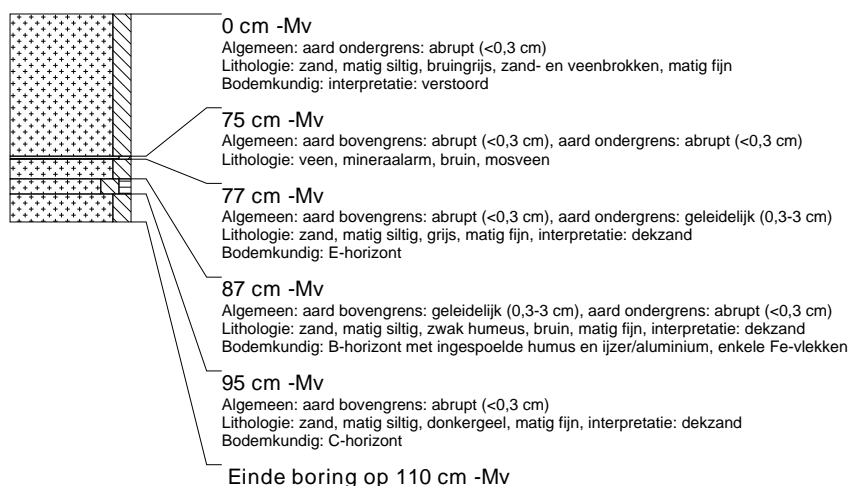 0 cm -Mv
Algemeen: aard ondergrens: abrupt (<0,3 cm)
Lithologie: zand, matig siltig, bruingrijs, zand- en veenbrokken, matig fijn
Bodemkundig: interpretatie: verstoord
75 cm -Mv
Algemeen: aard bovengrens: abrupt (<0,3 cm), aard ondergrens: abrupt (<0,3 cm)
Lithologie: veen, mineraalarm, bruin, mosveen
77 cm -Mv
Algemeen: aard bovengrens: abrupt (<0,3 cm), aard ondergrens: geleidelijk (0,3-3 cm)
Lithologie: zand, matig siltig, grijs, matig fijn, interpretatie: dekzand
Bodemkundig: E-horizont
87 cm -Mv
Algemeen: aard bovengrens: geleidelijk (0,3-3 cm), aard ondergrens: abrupt (<0,3 cm)
Lithologie: zand, matig siltig, zwak humeus, bruin, matig fijn, interpretatie: dekzand
Bodemkundig: B-horizont met ingespoelde humus en ijzer/aluminium, enkele Fe-vlekken
95 cm -Mv
Algemeen: aard bovengrens: abrupt (<0,3 cm)
Lithologie: zand, matig siltig, donkergeel, matig fijn, interpretatie: dekzand
Bodemkundig: C-horizont
Einde boring op 110 cm -Mv